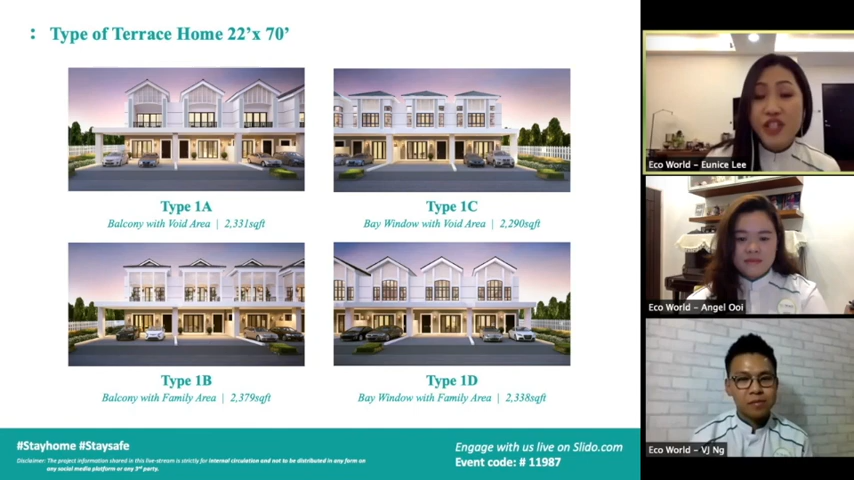 : Type of Terrace Home 22’x 70’
Type 1A
Balcony with Void Area | 2,331sqft
Type 1C
Bay Window with Void Area | 2,290sqft
Type 1B
Balcony with Family Area | 2,379sqft
Type 1D
Bay Window with Family Area | 2,338sqft
#Stayhome #Staysafe
Disclaimer: The project information shared in this live-stream is strictly for internal circulation and not to be distributed in any form on
any social media platform or any 3rd party.
Engage with us live on Slido.com
Event code: # 11987
Eco World – Eunice Lee
Eco World – Angel Ooi
Eco World – VJ Ng